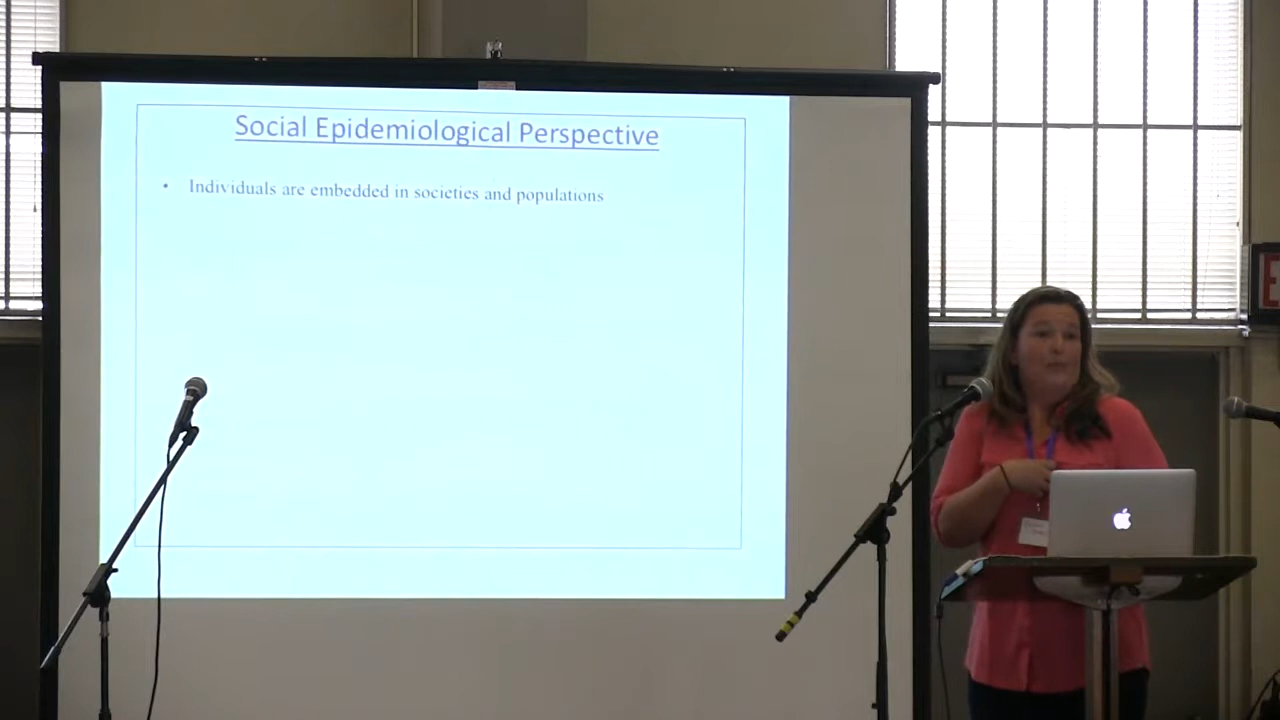 Social Epidemiological Perspective
• Individuals are embedded in societies and populations
E